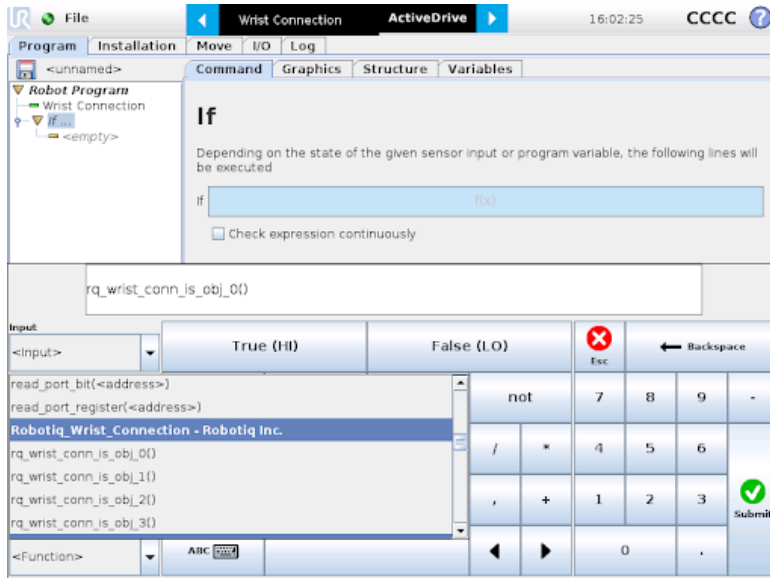 UR File Wrist Connection ActiveDrive 16:02:25 CCCC ?
Program Installation Move I/O Log
<unnamed> Command Graphics Structure Variables
Robot Program
Wrist Connection
If ...
<empty>
If
Depending on the state of the given sensor input or program variable, the following lines will
be executed
If f(x)
Check expression continuously
rq_wrist_conn_is_obj_0()
Input
<Input> True (HI) False (LO) Esc Backspace
read_port_bit(<address>)
read_port_register(<address>)
not 7 8 9 -
Robotiq_Wrist_Connection - Robotiq Inc.
rq_wrist_conn_is_obj_0()
/ * 4 5 6
rq_wrist_conn_is_obj_1()
rq_wrist_conn_is_obj_2()
, + 1 2 3 Submit
rq_wrist_conn_is_obj_3()
<Function> ABC 0 .